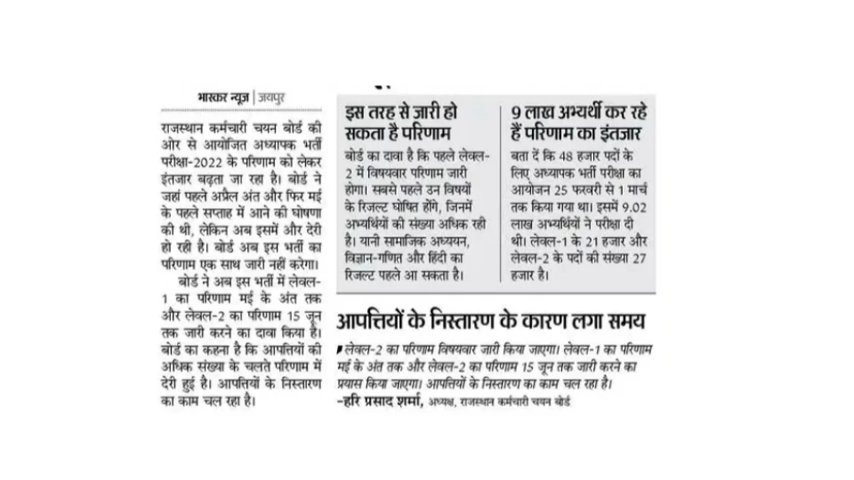 भास्कर न्यूज | जयपुर
राजस्थान कर्मचारी चयन बोर्ड की
ओर से आयोजित अध्यापक भर्ती
परीक्षा-2022 के परिणाम को लेकर
इंतजार बढ़ता जा रहा है। बोर्ड ने
जहां पहले अप्रैल अंत और फिर मई
के पहले सप्ताह में आने की घोषणा
की थी, लेकिन अब इसमें और देरी
हो रही है। बोर्ड अब इस भर्ती का
परिणाम एक साथ जारी नहीं करेगा।
बोर्ड ने अब इस भर्ती में लेवल-
1 का परिणाम मई के अंत तक
और लेवल-2 का परिणाम 15 जून
तक जारी करने का दावा किया है।
बोर्ड का कहना है कि आपत्तियों की
अधिक संख्या के चलते परिणाम में
देरी हुई है। आपत्तियों के निस्तारण
का काम चल रहा है।
इस तरह से जारी हो
सकता है परिणाम
बोर्ड का दावा है कि पहले लेवल-
2 में विषयवार परिणाम जारी
होगा। सबसे पहले उन विषयों
के रिजल्ट घोषित होंगे, जिनमें
अभ्यर्थियों की संख्या अधिक रही
है। यानी सामाजिक अध्ययन,
विज्ञान-गणित और हिंदी का
रिजल्ट पहले आ सकता है।
9 लाख अभ्यर्थी कर रहे
हैं परिणाम का इंतजार
बता दें कि 48 हजार पदों के
लिए अध्यापक भर्ती परीक्षा का
आयोजन 25 फरवरी से 1 मार्च
तक किया गया था। इसमें 9.02
लाख अभ्यर्थियों ने परीक्षा दी
थी। लेवल-1 के 21 हजार और
लेवल-2 के पदों की संख्या 27
हजार है।
आपत्तियों के निस्तारण के कारण लगा समय
लेवल-2 का परिणाम विषयवार जारी किया जाएगा। लेवल-1 का परिणाम
मई के अंत तक और लेवल-2 का परिणाम 15 जून तक जारी करने का
प्रयास किया जाएगा। आपत्तियों के निस्तारण का काम चल रहा है।
-हरि प्रसाद शर्मा, अध्यक्ष, राजस्थान कर्मचारी चयन बोर्ड